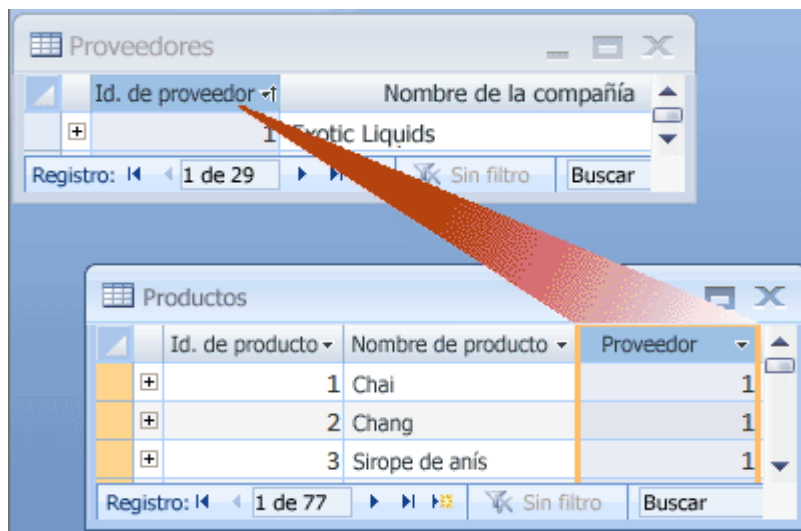 Proveedores
Id. de proveedor Nombre de la compañía
1 Exotic Liquids
Registro: 1 de 29 Sin filtro Buscar
Productos
Id. de producto Nombre de producto Proveedor
1 Chai 1
2 Chang 1
3 Sirope de anís 1
Registro: 1 de 77 Sin filtro Buscar